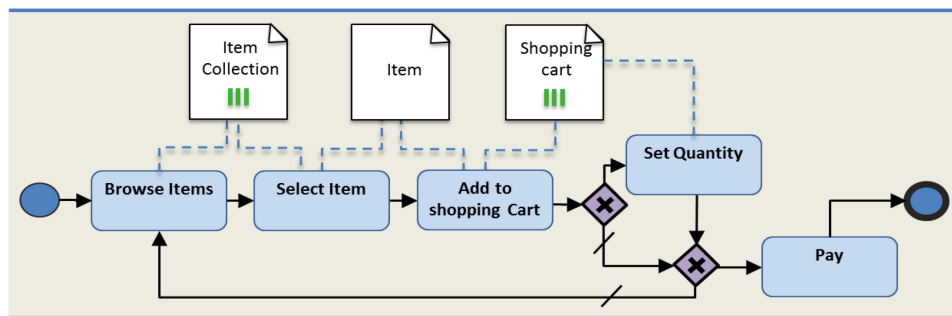 Item
Collection
Item
Shopping
cart
Set Quantity
Browse Items
Select Item
Add to
shopping Cart
Pay